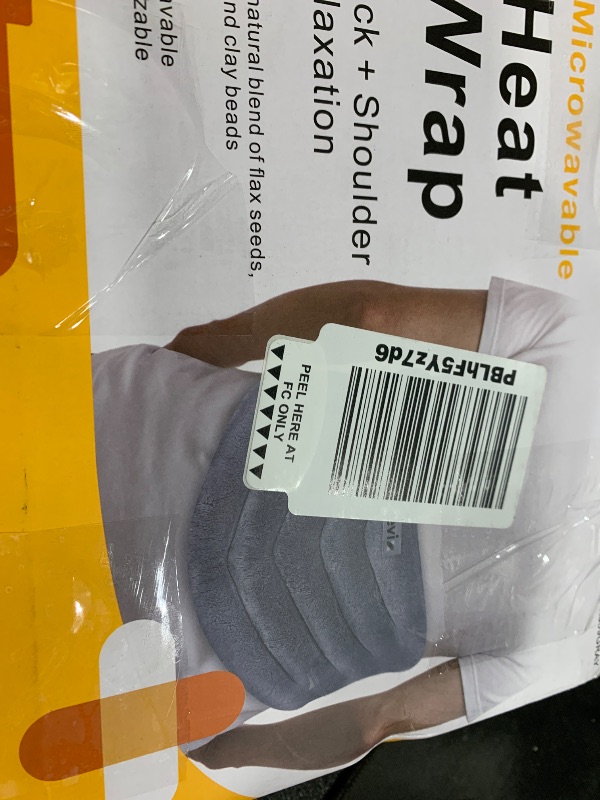 Microwavable
Heat
Wrap
ck + Shoulder
laxation
natural blend of flax seeds,
nd clay beads
vable
zable
PBLhF5Yz7d6
PEEL HERE AT
FC ONLY